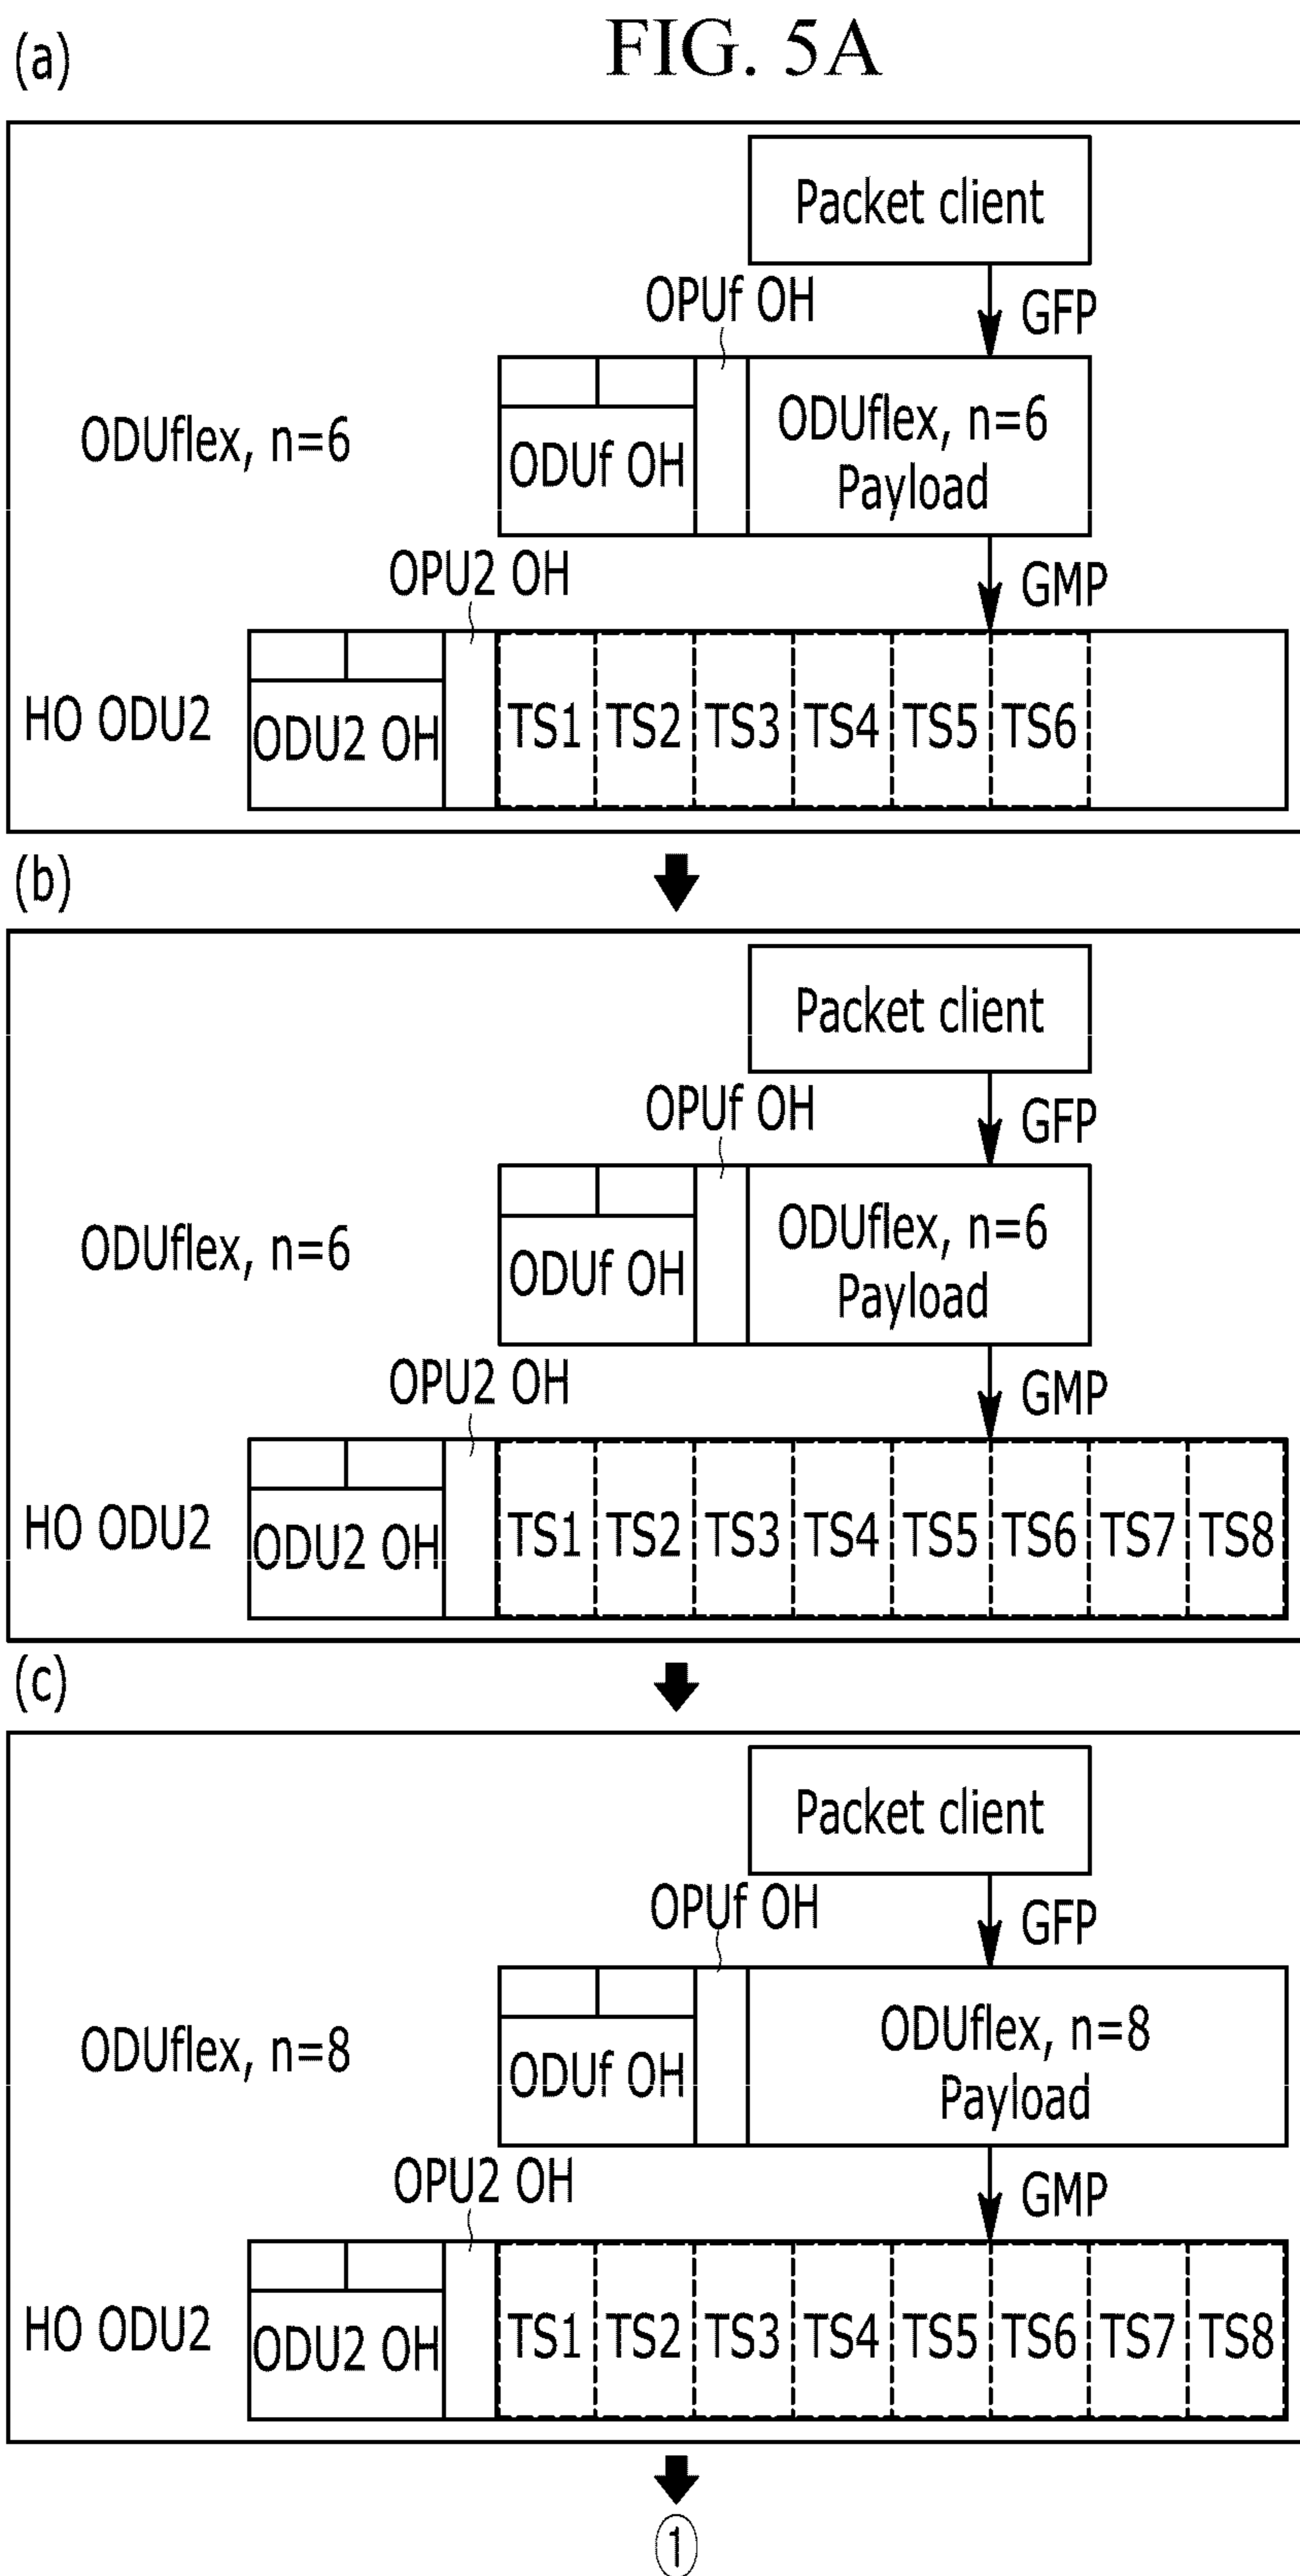 FIG. 5A
(a)
Packet client
OPUf OH
GFP
ODUflex, n=6
ODUf OH
ODUflex, n=6
Payload
OPU2 OH
GMP
HO ODU2
ODU2 OH
TS1 TS2 TS3 TS4 TS5 TS6
(b)
Packet client
OPUf OH
GFP
ODUflex, n=6
ODUf OH
ODUflex, n=6
Payload
OPU2 OH
GMP
HO ODU2
ODU2 OH
TS1 TS2 TS3 TS4 TS5 TS6 TS7 TS8
(c)
Packet client
OPUf OH
GFP
ODUflex, n=8
ODUf OH
ODUflex, n=8
Payload
OPU2 OH
GMP
HO ODU2
ODU2 OH
TS1 TS2 TS3 TS4 TS5 TS6 TS7 TS8
①